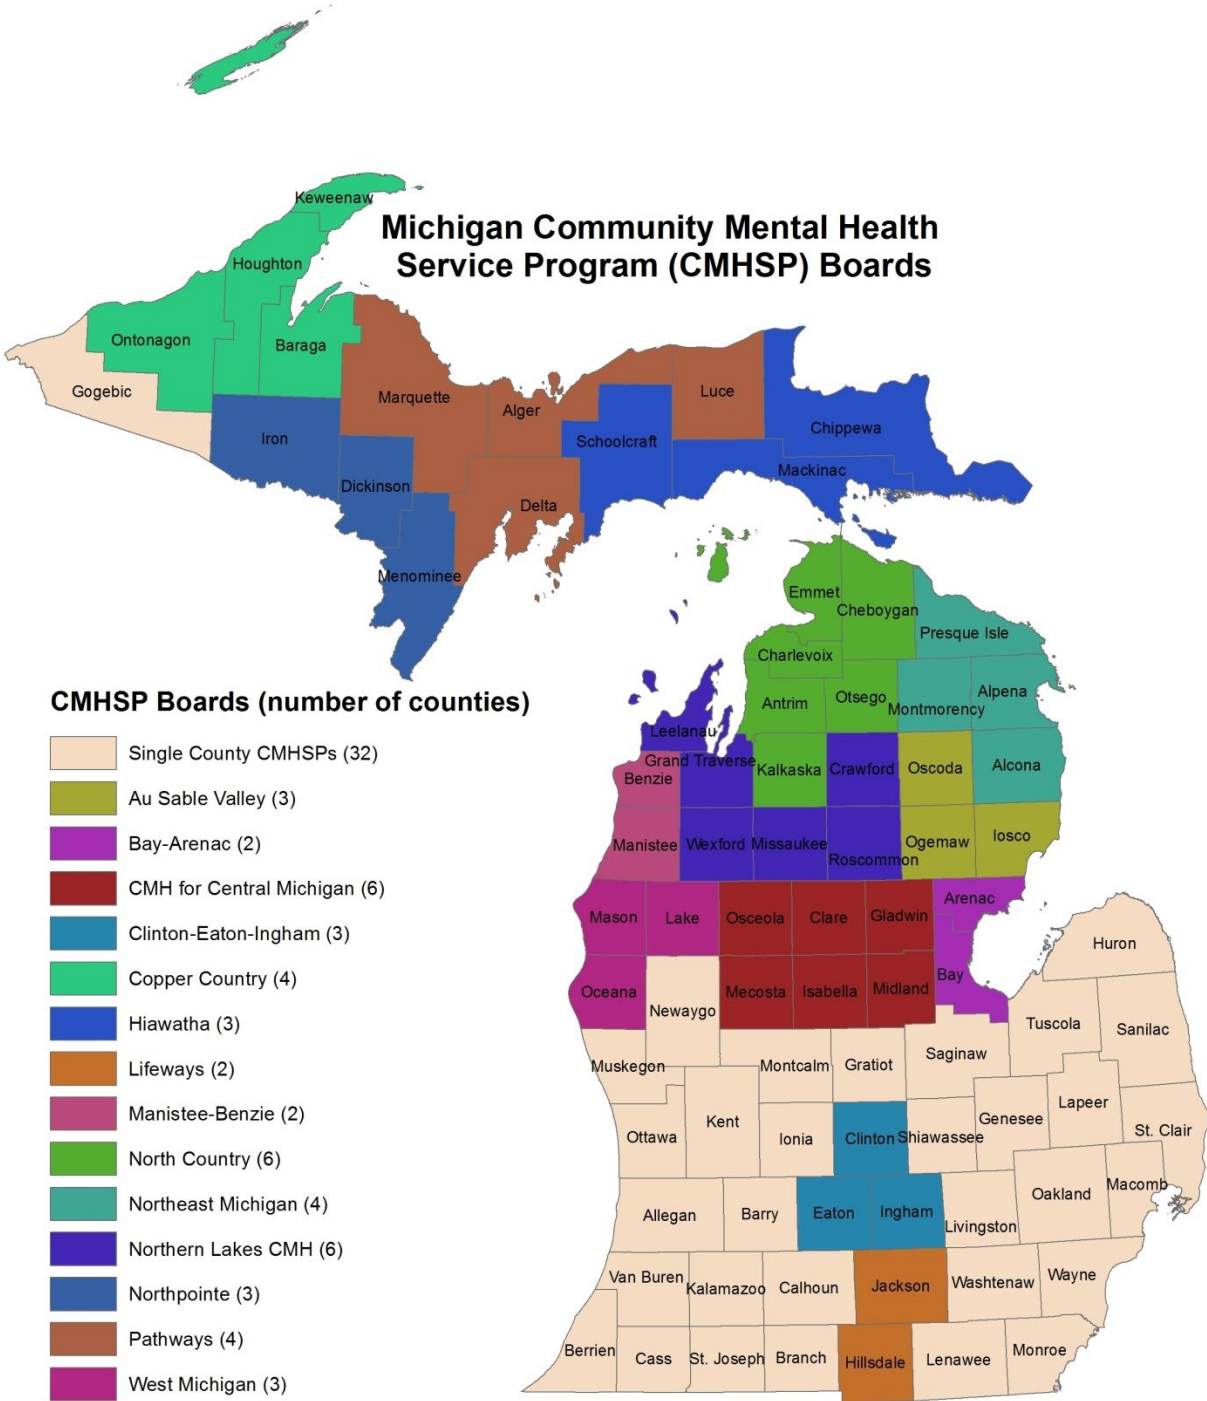 Keweenaw
Michigan Community Mental Health
Service Program (CMHSP) Boards
Houghton
Ontonagon
Baraga
Gogebic
Marquette
Alger
Luce
Iron
Schoolcraft
Chippewa
Mackinac
Dickinson
Delta
Menominee
Emmet
Cheboygan
Presque Isle
Charlevoix
Antrim
Otsego
Montmorency
Alpena
Leelanau
Grand Traverse
Benzie
Kalkaska
Crawford
Oscoda
Alcona
Manistee
Wexford
Missaukee
Roscommon
Ogemaw
Iosco
Mason
Lake
Osceola
Clare
Gladwin
Arenac
Huron
Oceana
Newaygo
Mecosta
Isabella
Midland
Bay
Tuscola
Sanilac
Muskegon
Montcalm
Gratiot
Saginaw
Kent
Ottawa
Ionia
Clinton
Shiawassee
Genesee
Lapeer
St. Clair
Allegan
Barry
Eaton
Ingham
Livingston
Oakland
Macomb
Van Buren
Kalamazoo
Calhoun
Jackson
Washtenaw
Wayne
Berrien
Cass
St. Joseph
Branch
Hillsdale
Lenawee
Monroe
CMHSP Boards (number of counties)
Single County CMHSPs (32)
Au Sable Valley (3)
Bay-Arenac (2)
CMH for Central Michigan (6)
Clinton-Eaton-Ingham (3)
Copper Country (4)
Hiawatha (3)
Lifeways (2)
Manistee-Benzie (2)
North Country (6)
Northeast Michigan (4)
Northern Lakes CMH (6)
Northpointe (3)
Pathways (4)
West Michigan (3)